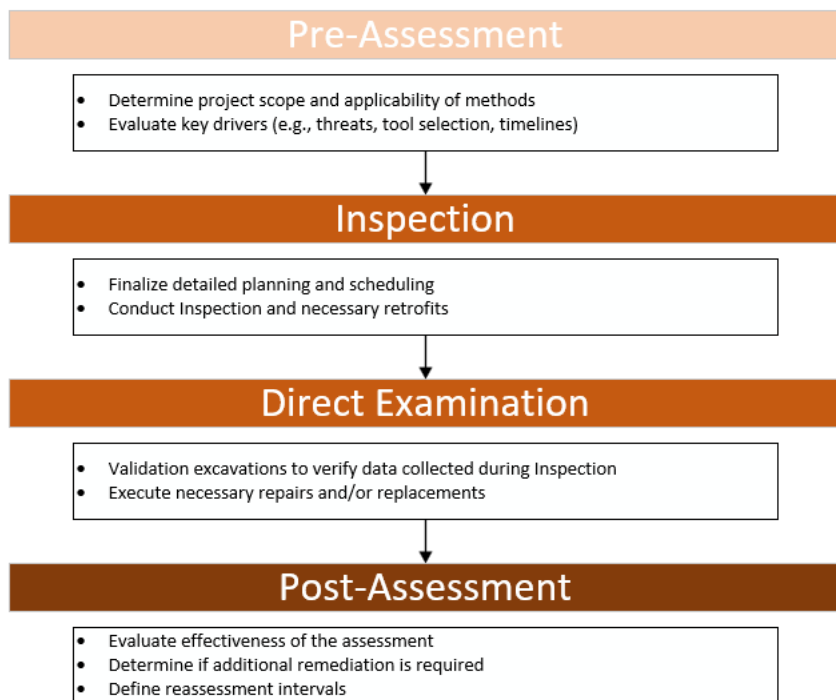 Pre-Assessment
• Determine project scope and applicability of methods
• Evaluate key drivers (e.g., threats, tool selection, timelines)
Inspection
• Finalize detailed planning and scheduling
• Conduct Inspection and necessary retrofits
Direct Examination
• Validation excavations to verify data collected during Inspection
• Execute necessary repairs and/or replacements
Post-Assessment
• Evaluate effectiveness of the assessment
• Determine if additional remediation is required
• Define reassessment intervals